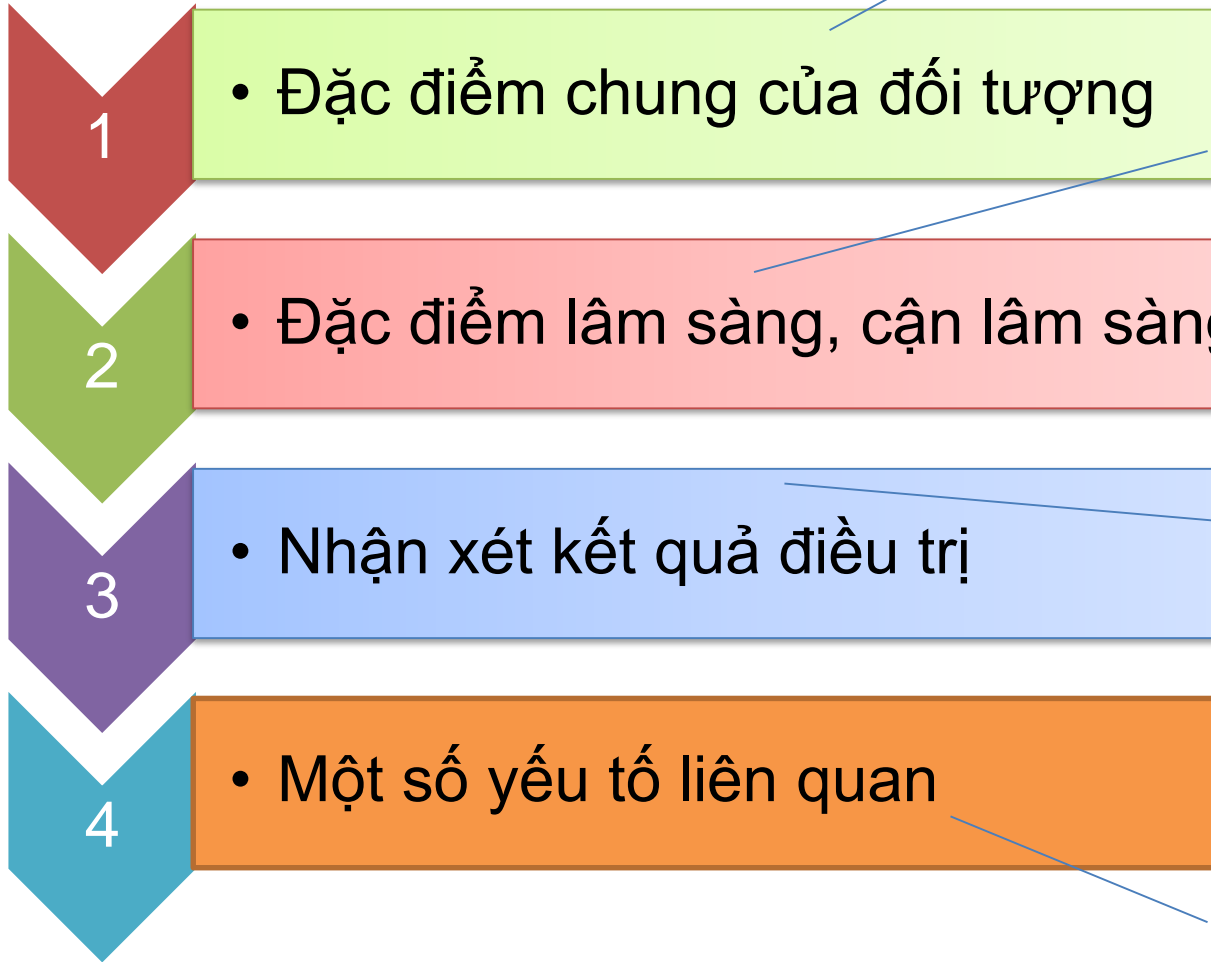 1
• Đặc điểm chung của đối tượng
2
• Đặc điểm lâm sàng, cận lâm sàng
3
• Nhận xét kết quả điều trị
4
• Một số yếu tố liên quan